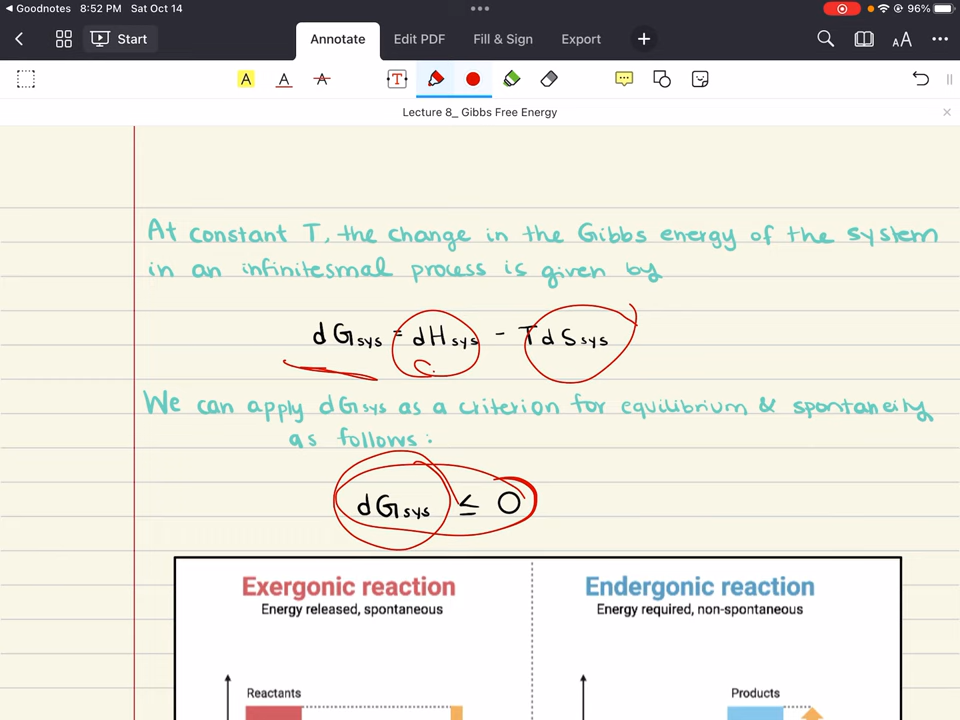 Goodnotes 8:52 PM Sat Oct 14 96%
Start Annotate Edit PDF Fill & Sign Export
A A A T AA
Lecture 8_ Gibbs Free Energy
At constant T, the change in the Gibbs energy of the system
in an infinitesmal process is given by
dGsys = dHsys - TdSsys
We can apply dGsys as a criterion for equilibrium & spontaneity
as follows:
dGsys ≤ 0
Exergonic reaction
Energy released, spontaneous
Endergonic reaction
Energy required, non-spontaneous
Reactants
Products